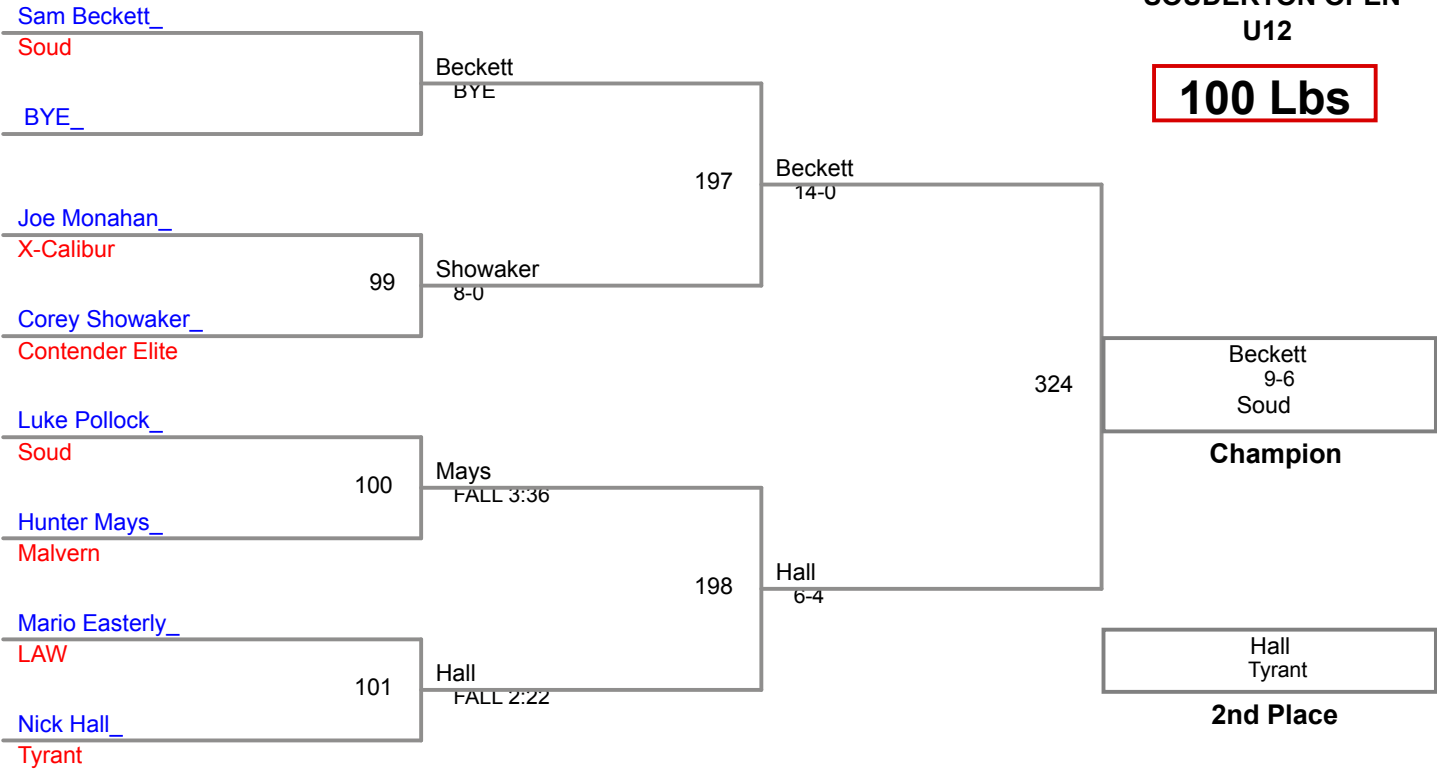 SOUDERTON OPEN
U12
100 Lbs
Sam Beckett_
Soud
BYE_
Beckett
BYE
Joe Monahan_
X-Calibur
99
Corey Showaker_
Contender Elite
Showaker
8-0
197
Beckett
14-0
Luke Pollock_
Soud
100
Hunter Mays_
Malvern
Mays
FALL 3:36
Mario Easterly_
LAW
101
Nick Hall_
Tyrant
Hall
FALL 2:22
198
Hall
6-4
324
Beckett
9-6
Soud
Champion
Hall
Tyrant
2nd Place